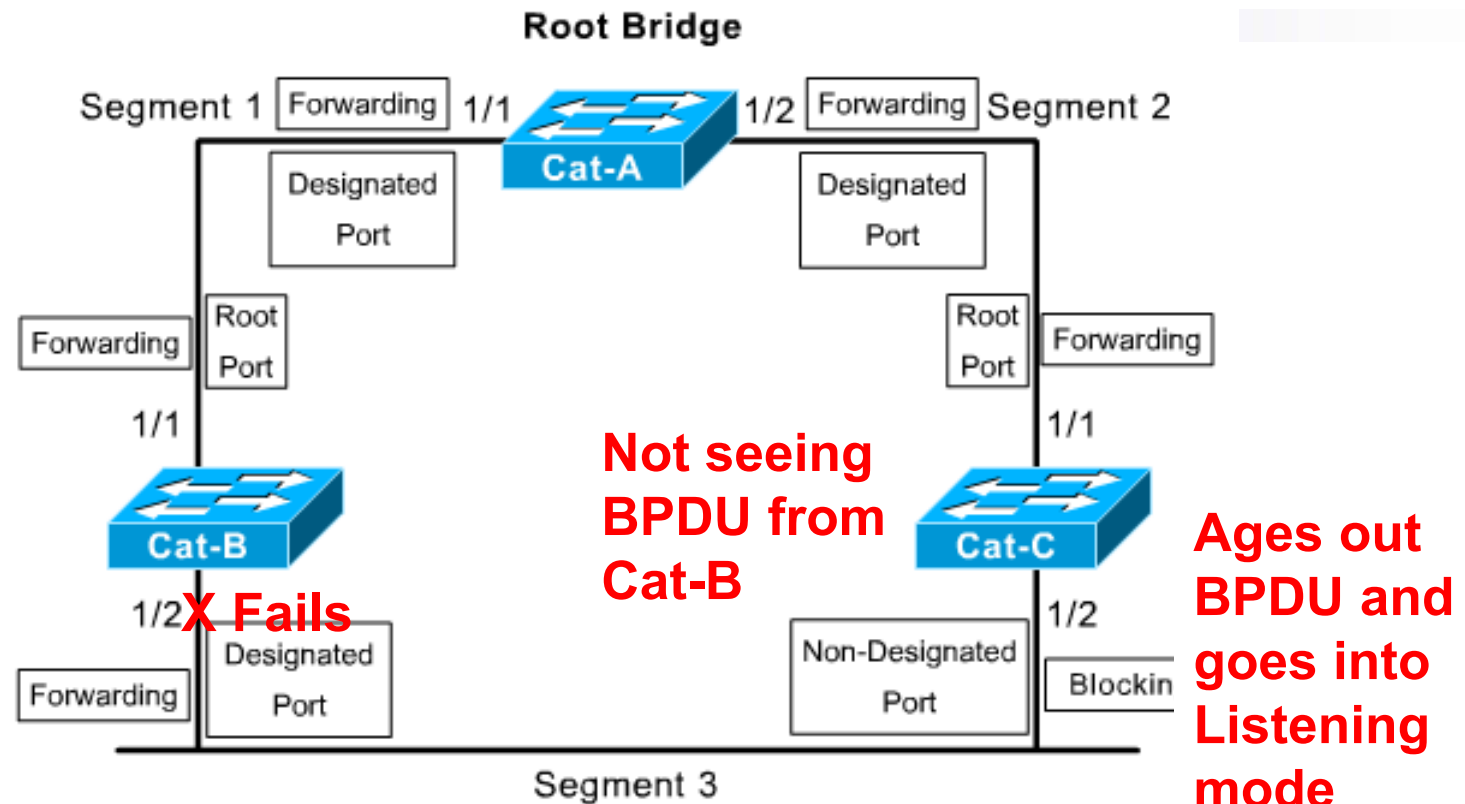 Root Bridge
Segment 1 Forwarding 1/1 1/2 Forwarding Segment 2
Cat-A
Designated
Port
Designated
Port
Forwarding
Root
Port
Root
Port
Forwarding
1/1
1/1
Not seeing
BPDU from
Cat-B
Cat-B
Cat-C
Ages out
BPDU and
goes into
Listening
mode
1/2
X Fails
1/2
Designated
Port
Forwarding
Non-Designated
Port
Blockin
Segment 3